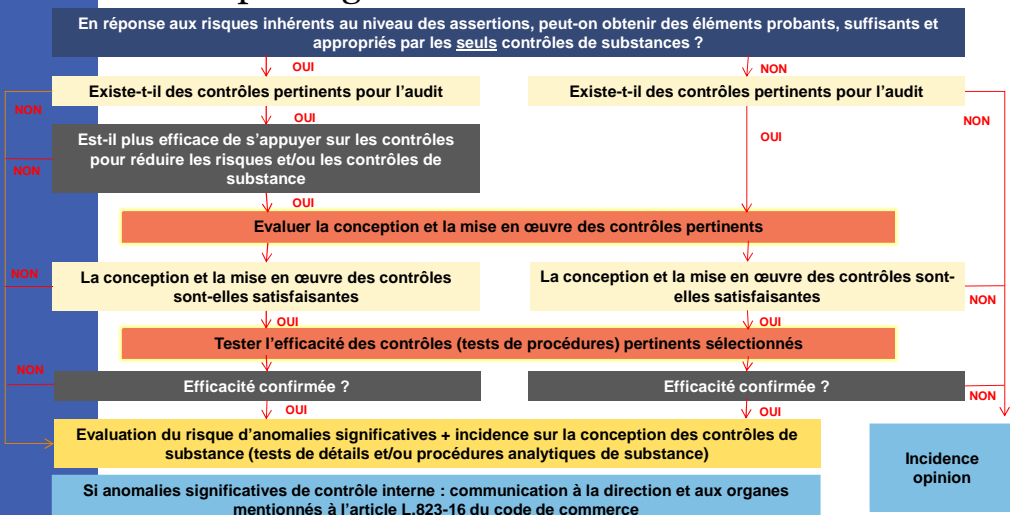 En réponse aux risques inhérents au niveau des assertions, peut-on obtenir des éléments probants, suffisants et
appropriés par les seuls contrôles de substances ?
OUI
NON
Existe-t-il des contrôles pertinents pour l'audit
Existe-t-il des contrôles pertinents pour l'audit
NON
OUI
NON
OUI
Est-il plus efficace de s'appuyer sur les contrôles
pour réduire les risques et/ou les contrôles de
substance
NON
OUI
Evaluer la conception et la mise en œuvre des contrôles pertinents
La conception et la mise en œuvre des contrôles
sont-elles satisfaisantes
La conception et la mise en œuvre des contrôles sont-
elles satisfaisantes
NON
NON
OUI
OUI
Tester l'efficacité des contrôles (tests de procédures) pertinents sélectionnés
NON
Efficacité confirmée ?
Efficacité confirmée ?
NON
OUI
OUI
Evaluation du risque d'anomalies significatives + incidence sur la conception des contrôles de
substance (tests de détails et/ou procédures analytiques de substance)
Incidence
opinion
Si anomalies significatives de contrôle interne : communication à la direction et aux organes
mentionnés à l'article L.823-16 du code de commerce